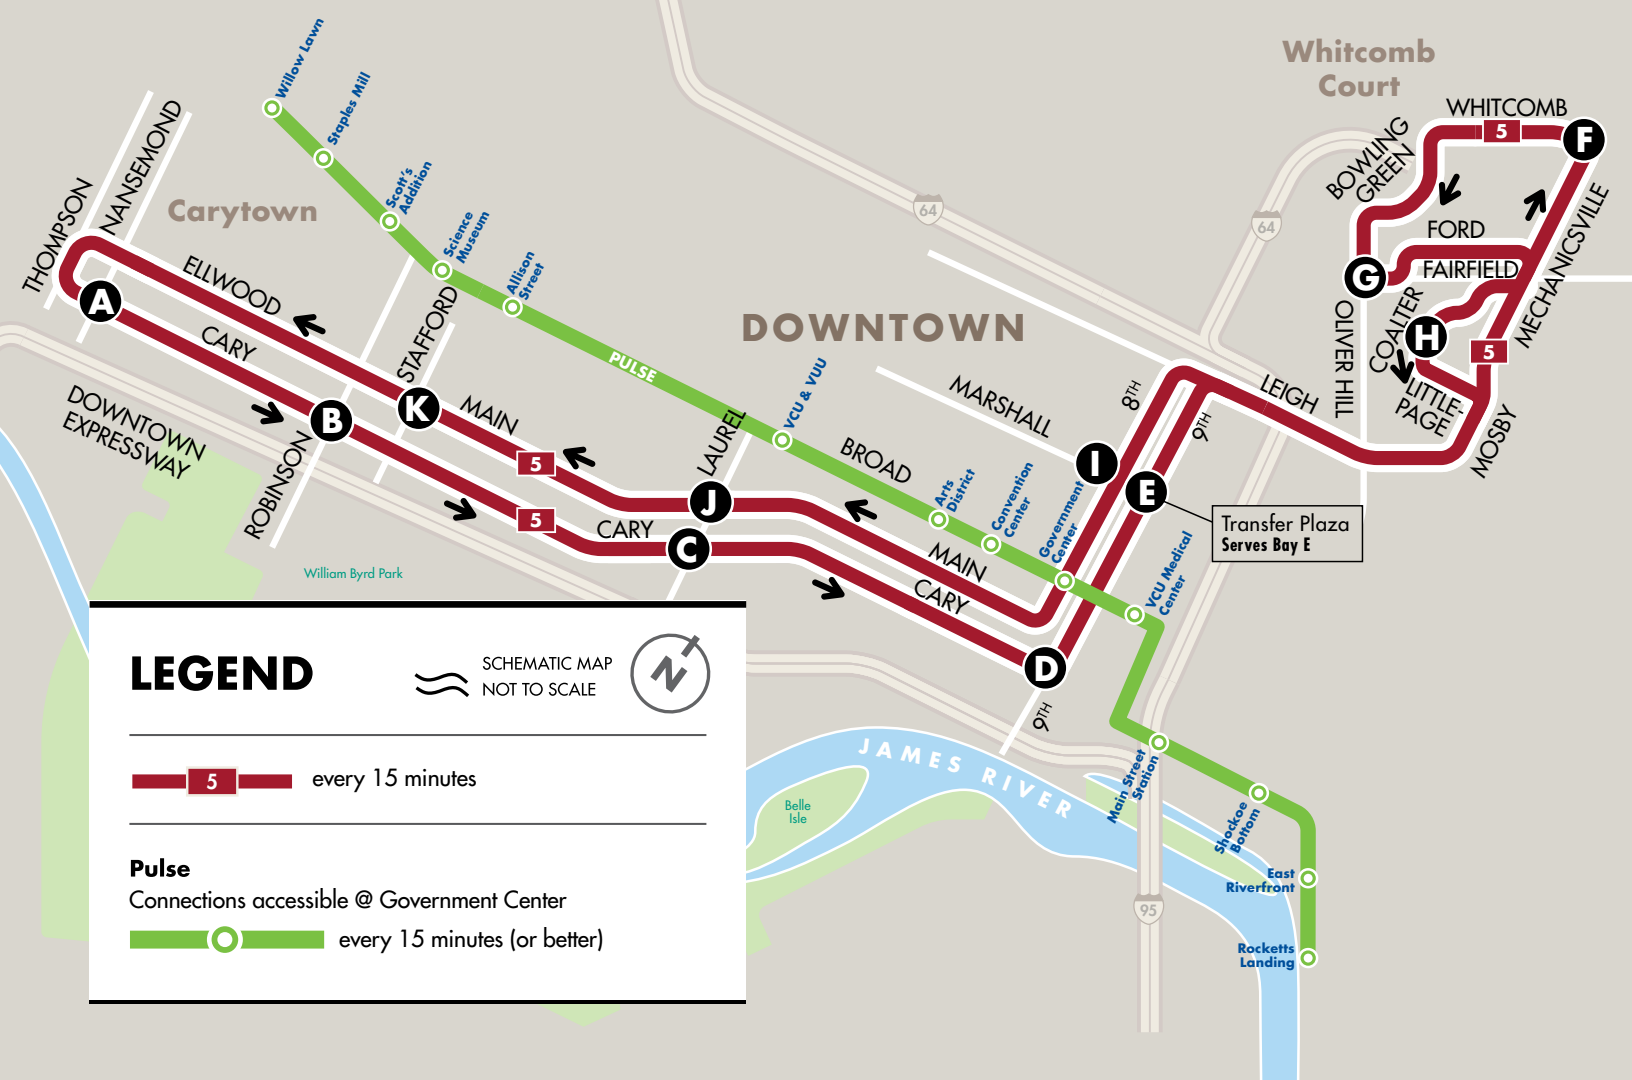 Willow Lawn
Staples Mill
Scott's
Addition
Science
Museum
Allison
Street
PULSE
VCU & VUU
Arts
District
Convention
Center
Government
Center
VCU Medical
Center
Main Street
Station
Shockoe
Bottom
East
Riverfront
Rocketts
Landing
Whitcomb
Court
Carytown
DOWNTOWN
THOMPSON
NANSEMOND
ELLWOOD
CARY
STAFFORD
MAIN
ROBINSON
DOWNTOWN
EXPRESSWAY
LAUREL
CARY
BROAD
MARSHALL
MAIN
CARY
8TH
9TH
9TH
LEIGH
WHITCOMB
BOWLING
GREEN
FORD
FAIRFIELD
MECHANICSVILLE
COALTER
OLIVER HILL
LITTLE-
PAGE
MOSBY
A
B
K
J
C
D
I
E
F
G
H
5
5
5
5
64
64
95
Transfer Plaza
Serves Bay E
William Byrd Park
JAMES RIVER
Belle
Isle
LEGEND
SCHEMATIC MAP
NOT TO SCALE
N
5
every 15 minutes
Pulse
Connections accessible @ Government Center
every 15 minutes (or better)